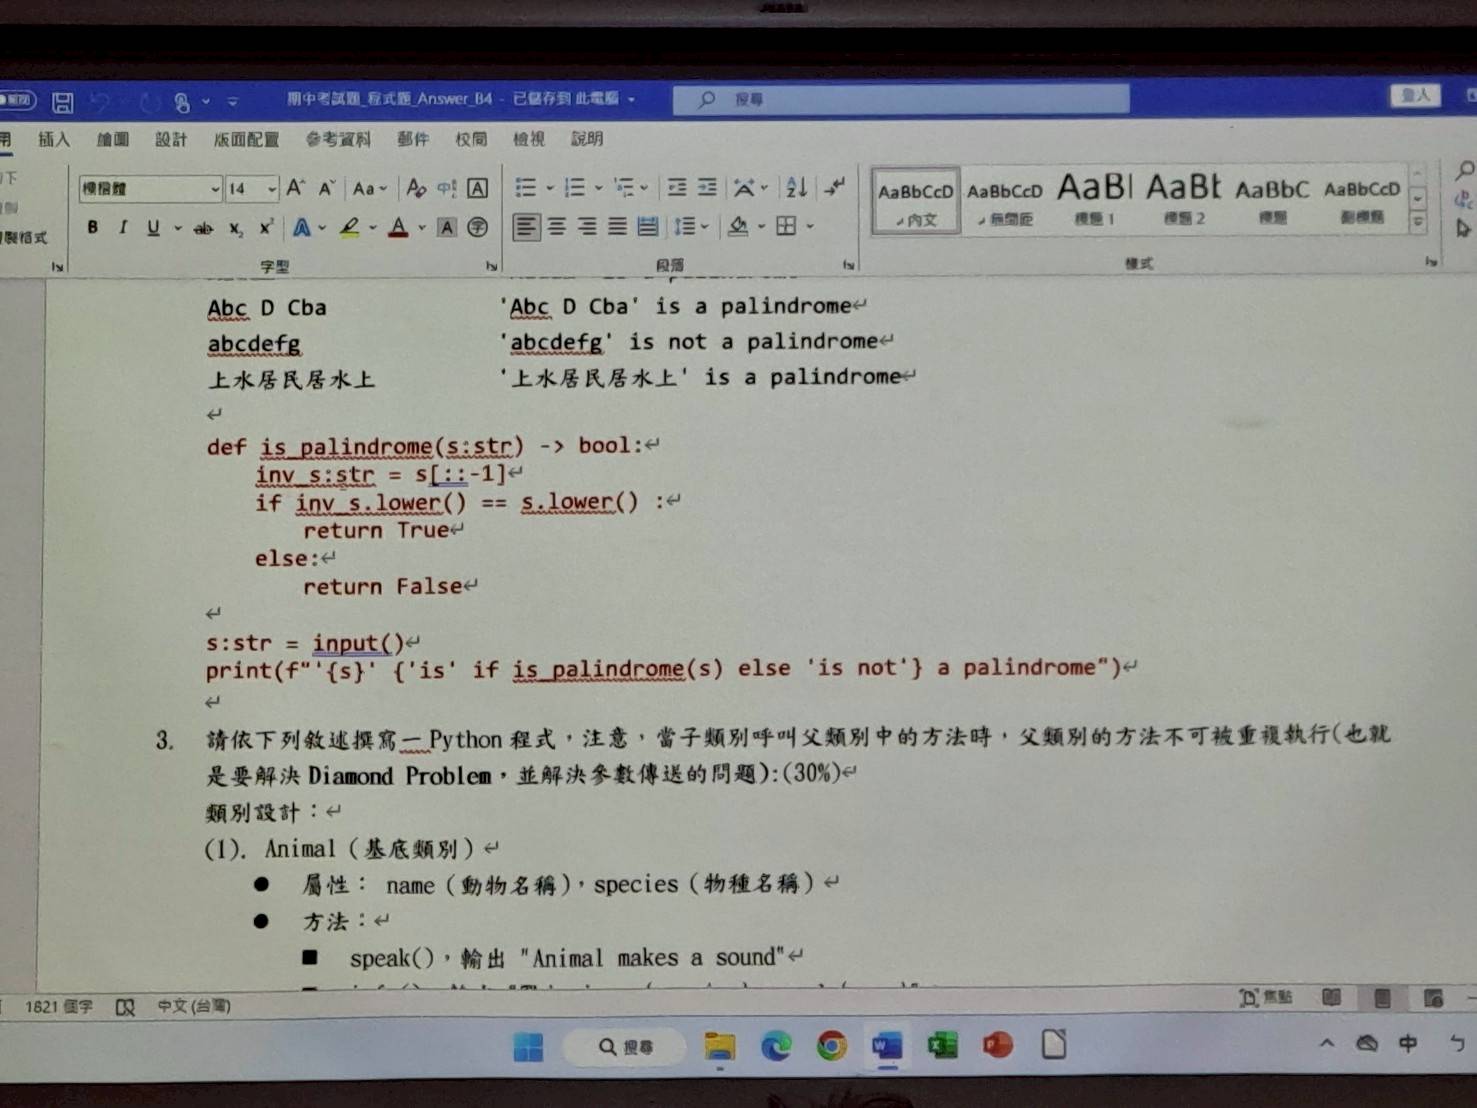 期中考試題_程式題_Answer_B4 - 已儲存到 此電腦
搜尋
登入
插入 繪圖 設計 版面配置 參考資料 郵件 校閱 檢視 說明
標楷體 14
AaBbCcD AaBbCcD AaBl AaBt AaBbC AaBbCcD
B I U ab x₂ x²
內文 無間距 標題 1 標題 2 標題 副標題
字型 段落 樣式
Abc D Cba 'Abc D Cba' is a palindrome
abcdefg 'abcdefg' is not a palindrome
上水居民居水上 '上水居民居水上' is a palindrome
def is_palindrome(s:str) -> bool:
inv_s:str = s[::-1]
if inv_s.lower() == s.lower() :
return True
else:
return False
s:str = input()
print(f"'{s}' {'is' if is_palindrome(s) else 'is not'} a palindrome")
3. 請依下列敘述撰寫一 Python 程式，注意，當子類別呼叫父類別中的方法時，父類別的方法不可被重複執行(也就
是要解決 Diamond Problem，並解決參數傳送的問題):(30%)
類別設計：
(1). Animal（基底類別）
● 屬性： name（動物名稱），species（物種名稱）
● 方法：
■ speak()，輸出 "Animal makes a sound"
1821 個字 中文 (台灣) 焦點
搜尋 中 ㄅ